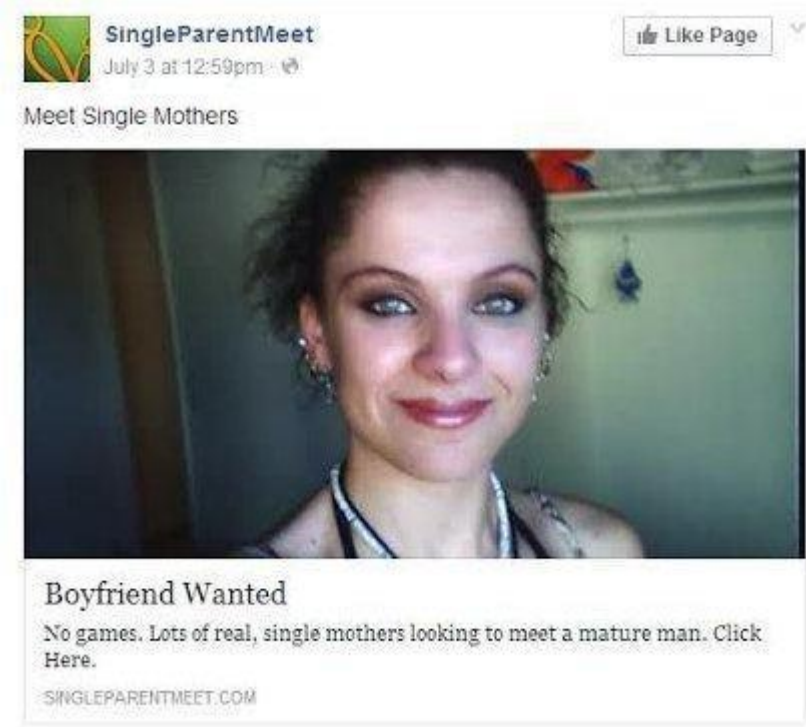 SingleParentMeet
Like Page
July 3 at 12:59pm ·
Meet Single Mothers
Boyfriend Wanted
No games. Lots of real, single mothers looking to meet a mature man. Click
Here.
SINGLEPARENTMEET.COM